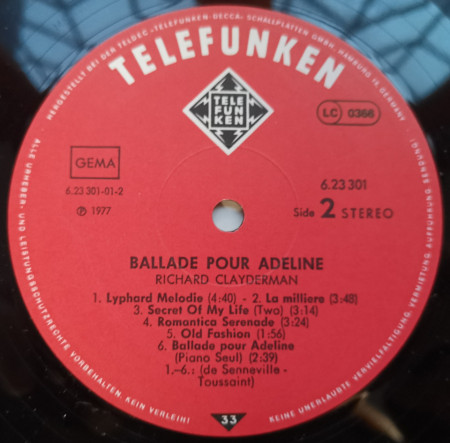 HERGESTELLT BEI DER TELDEC »TELEFUNKEN-DECCA« SCHALLPLATTEN GMBH, HAMBURG 19 GERMANY.
TELEFUNKEN
TELE
FUN
KEN
LC 0366
GEMA
6.23 301-01-2
℗ 1977
6.23 301
Side 2 STEREO
BALLADE POUR ADELINE
RICHARD CLAYDERMAN
1. Lyphard Melodie (4:40) - 2. La milliere (3:48)
3. Secret Of My Life (Two) (3:14)
4. Romantica Serenade (3:24)
5. Old Fashion (1:56)
6. Ballade pour Adeline
(Piano Seul) (2:39)
1.–6.: (de Senneville -
Toussaint)
33
ALLE URHEBER- UND LEISTUNGSSCHUTZRECHTE VORBEHALTEN. KEIN VERLEIH!
KEINE UNERLAUBTE VERVIELFÄLTIGUNG, VERMIETUNG, AUFFÜHRUNG, SENDUNG!